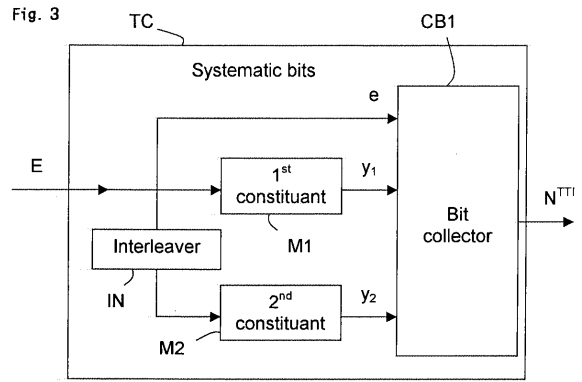 Fig. 3
TC
CB1
Systematic bits
e
E
1st
constituant
y1
M1
Bit
collector
NTTI
Interleaver
IN
2nd
constituant
y2
M2